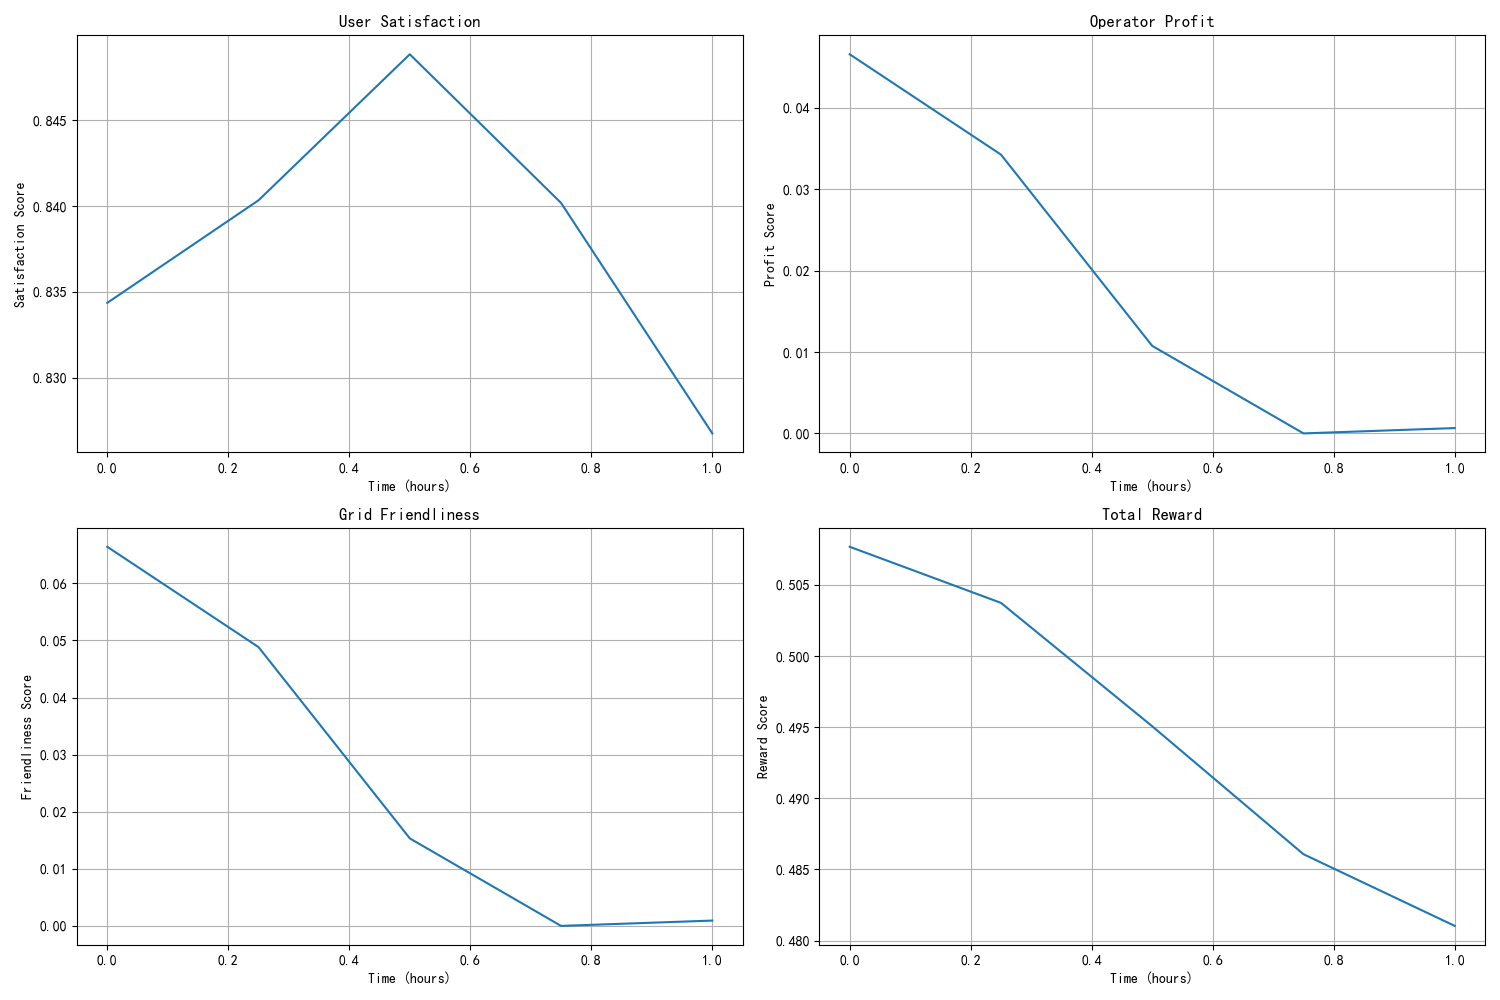 User Satisfaction
Satisfaction Score
0.845
0.840
0.835
0.830
0.0 0.2 0.4 0.6 0.8 1.0
Time (hours)
Operator Profit
Profit Score
0.04
0.03
0.02
0.01
0.00
0.0 0.2 0.4 0.6 0.8 1.0
Time (hours)
Grid Friendliness
Friendliness Score
0.06
0.05
0.04
0.03
0.02
0.01
0.00
0.0 0.2 0.4 0.6 0.8 1.0
Time (hours)
Total Reward
Reward Score
0.505
0.500
0.495
0.490
0.485
0.480
0.0 0.2 0.4 0.6 0.8 1.0
Time (hours)